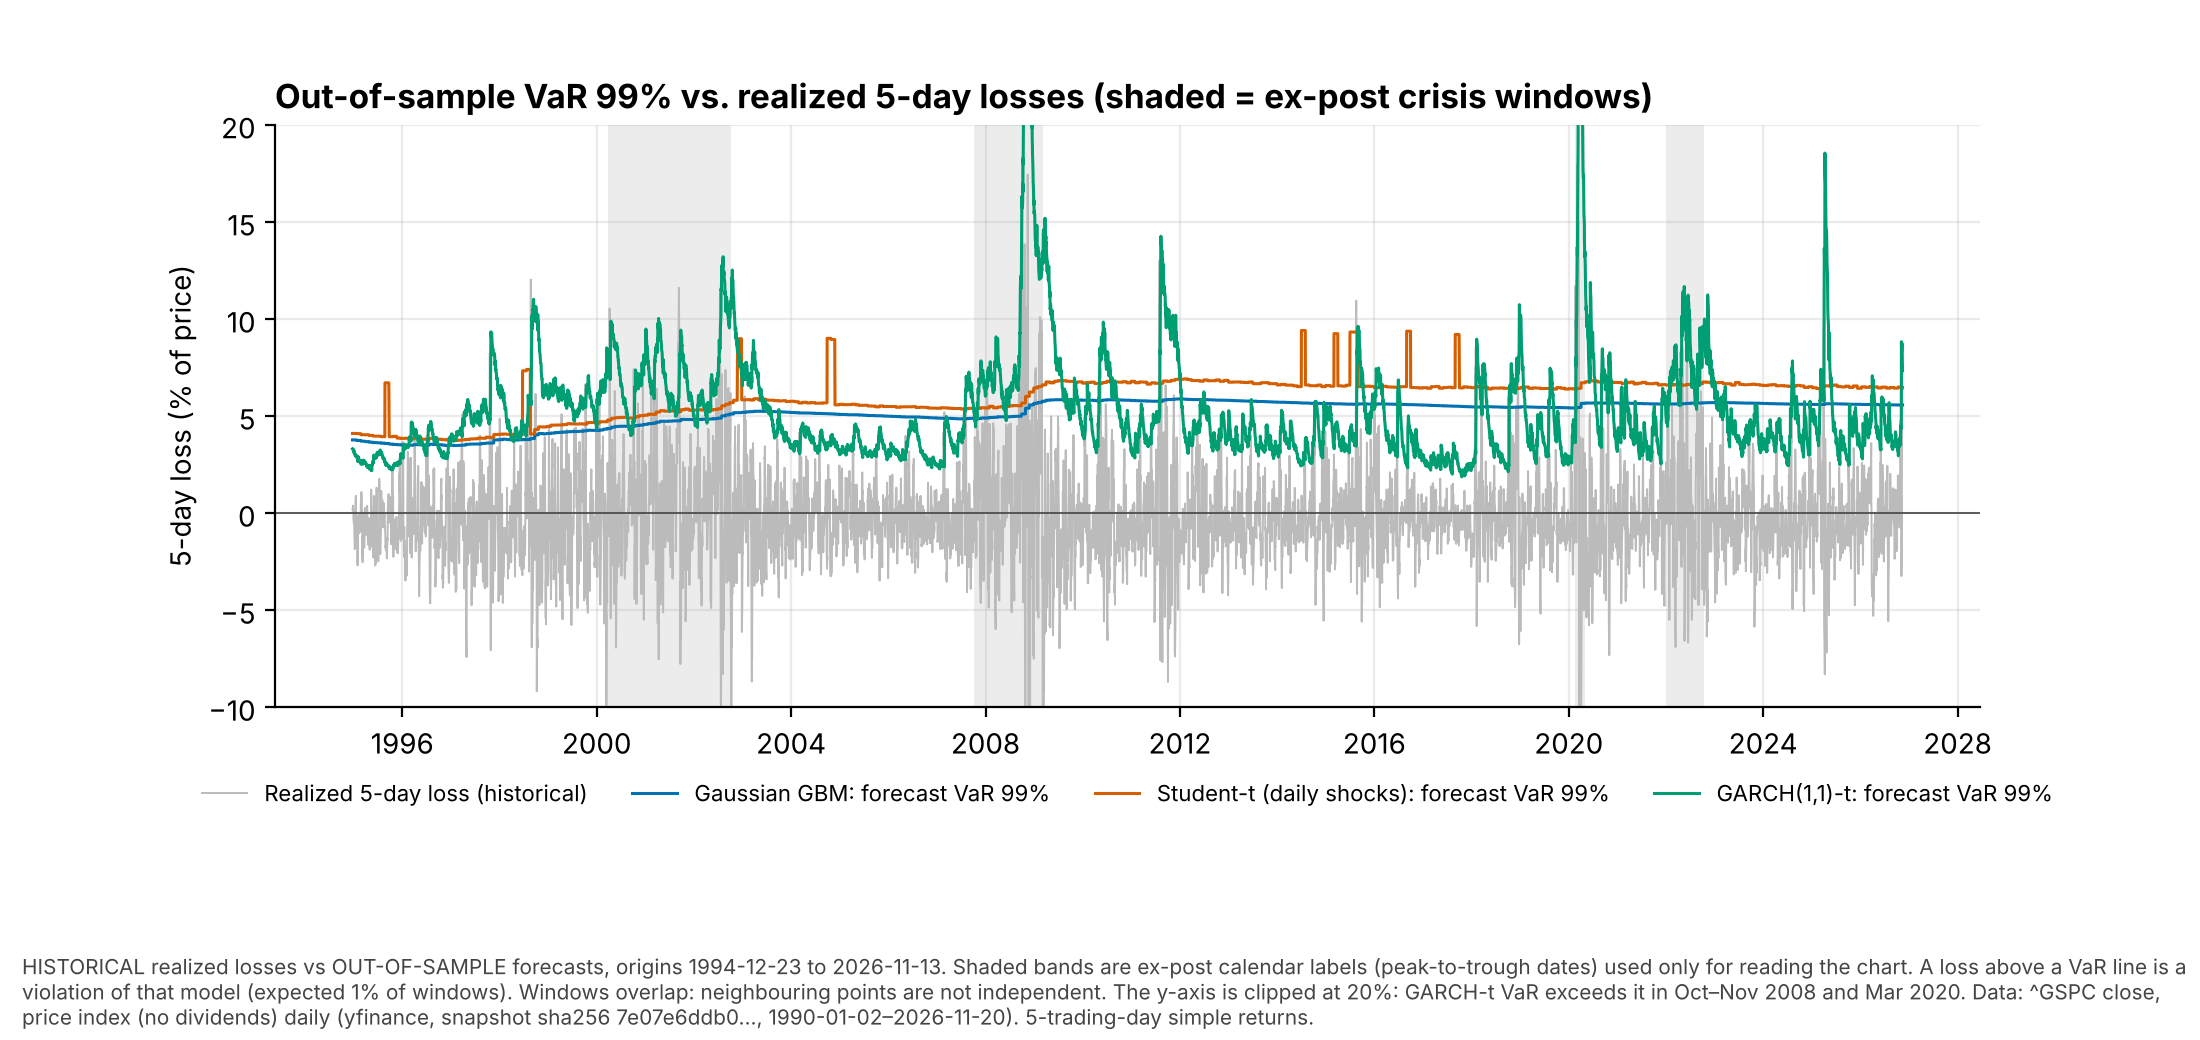 Out-of-sample VaR 99% vs. realized 5-day losses (shaded = ex-post crisis windows)
20
15
10
5
0
−5
−10
5-day loss (% of price)
1996 2000 2004 2008 2012 2016 2020 2024 2028
Realized 5-day loss (historical) Gaussian GBM: forecast VaR 99% Student-t (daily shocks): forecast VaR 99% GARCH(1,1)-t: forecast VaR 99%
HISTORICAL realized losses vs OUT-OF-SAMPLE forecasts, origins 1994-12-23 to 2026-11-13. Shaded bands are ex-post calendar labels (peak-to-trough dates) used only for reading the chart. A loss above a VaR line is a
violation of that model (expected 1% of windows). Windows overlap: neighbouring points are not independent. The y-axis is clipped at 20%: GARCH-t VaR exceeds it in Oct–Nov 2008 and Mar 2020. Data: ^GSPC close,
price index (no dividends) daily (yfinance, snapshot sha256 7e07e6ddb0…, 1990-01-02–2026-11-20). 5-trading-day simple returns.